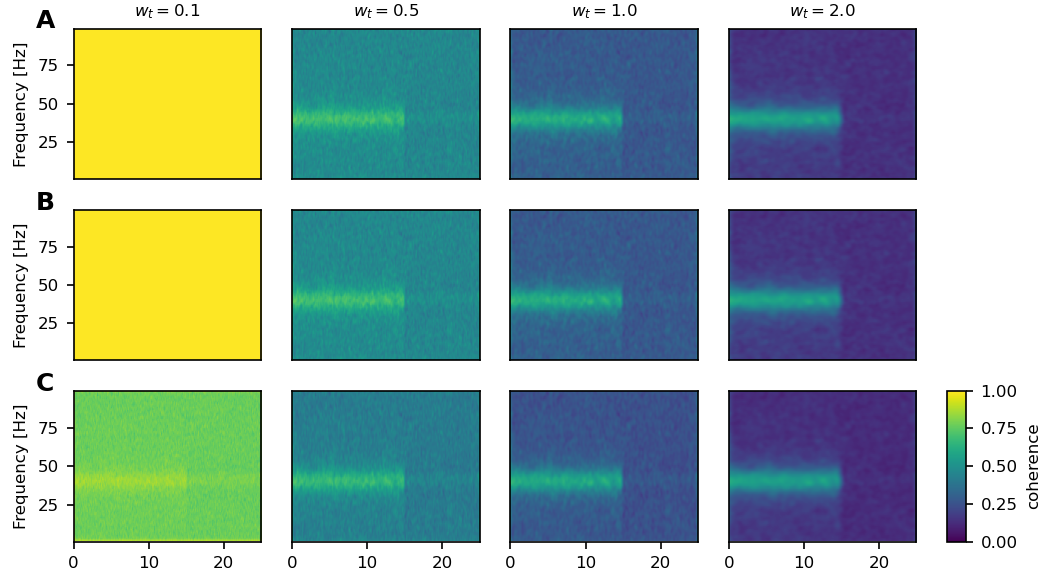 A
w_t = 0.1
w_t = 0.5
w_t = 1.0
w_t = 2.0
Frequency [Hz]
75
50
25
B
Frequency [Hz]
75
50
25
C
Frequency [Hz]
75
50
25
0 10 20
0 10 20
0 10 20
0 10 20
1.00
0.75
0.50
0.25
0.00
coherence